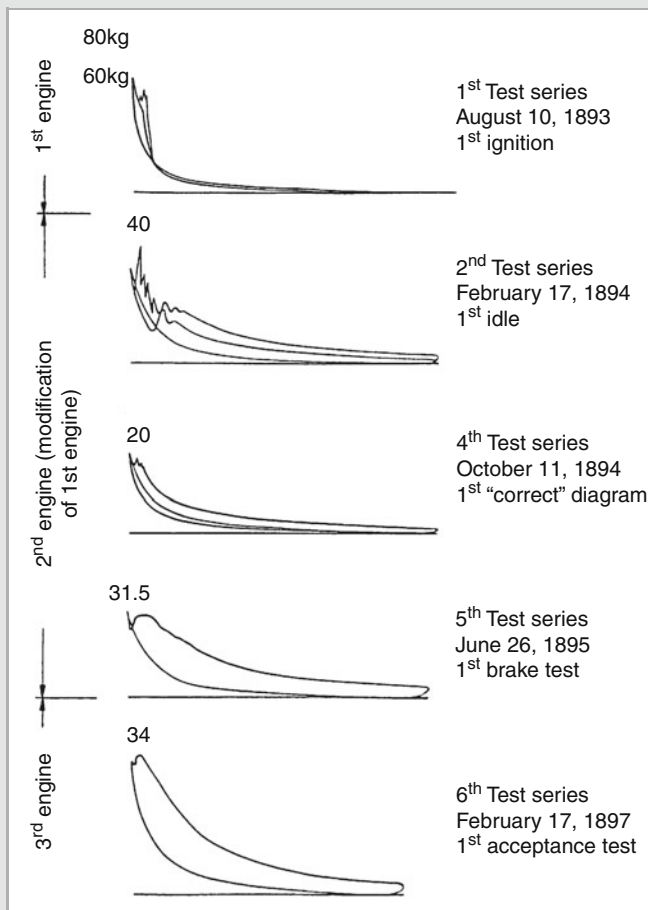 80kg
60kg
1st engine
1st Test series
August 10, 1893
1st ignition
40
2nd Test series
February 17, 1894
1st idle
2nd engine (modification
of 1st engine)
20
4th Test series
October 11, 1894
1st “correct” diagram
31.5
5th Test series
June 26, 1895
1st brake test
34
3rd engine
6th Test series
February 17, 1897
1st acceptance test